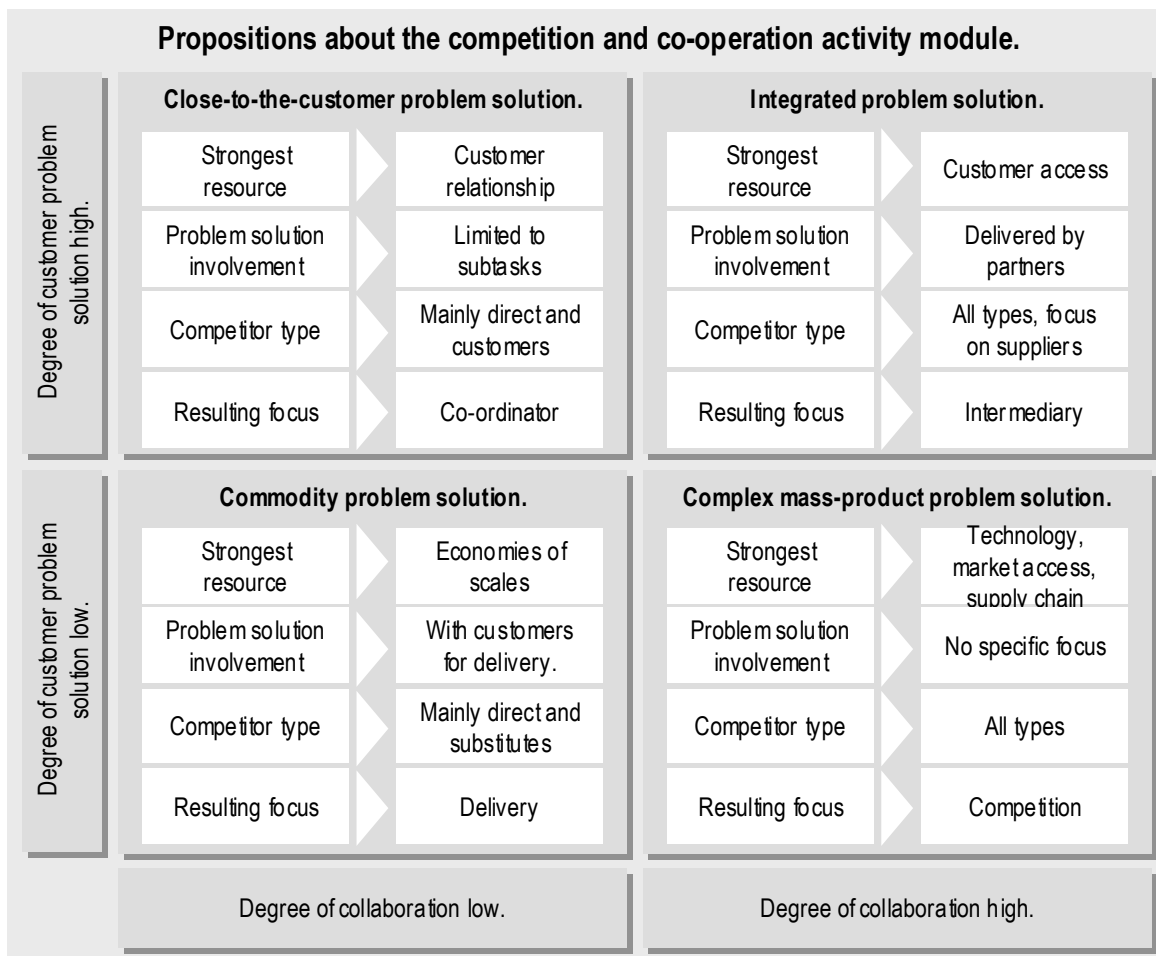 Propositions about the competition and co-operation activity module.
Degree of customer problem
solution high.
Close-to-the-customer problem solution.
Strongest
resource
Customer
relationship
Problem solution
involvement
Limited to
subtasks
Competitor type
Mainly direct and
customers
Resulting focus
Co-ordinator
Integrated problem solution.
Strongest
resource
Customer access
Problem solution
involvement
Delivered by
partners
Competitor type
All types, focus
on suppliers
Resulting focus
Intermediary
Degree of customer problem
solution low.
Commodity problem solution.
Strongest
resource
Economies of
scales
Problem solution
involvement
With customers
for delivery.
Competitor type
Mainly direct and
substitutes
Resulting focus
Delivery
Complex mass-product problem solution.
Strongest
resource
Technology,
market access,
supply chain
Problem solution
involvement
No specific focus
Competitor type
All types
Resulting focus
Competition
Degree of collaboration low.
Degree of collaboration high.